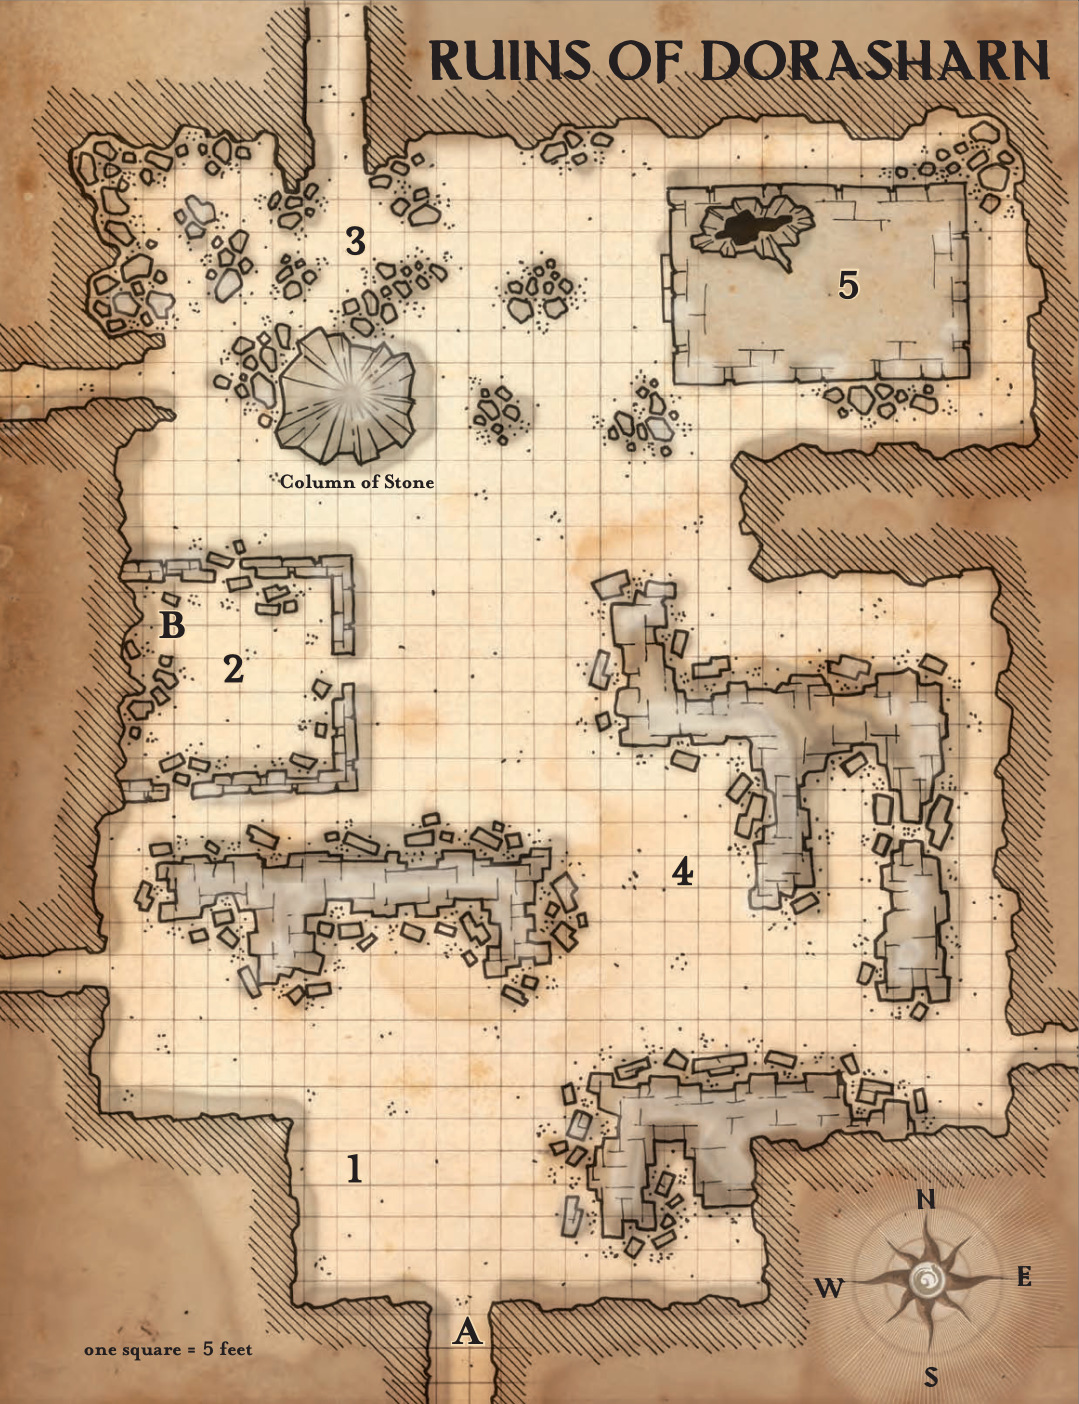 RUINS OF DORASHARN
3
5
Column of Stone
B
2
4
1
N
W
E
A
one square = 5 feet
S